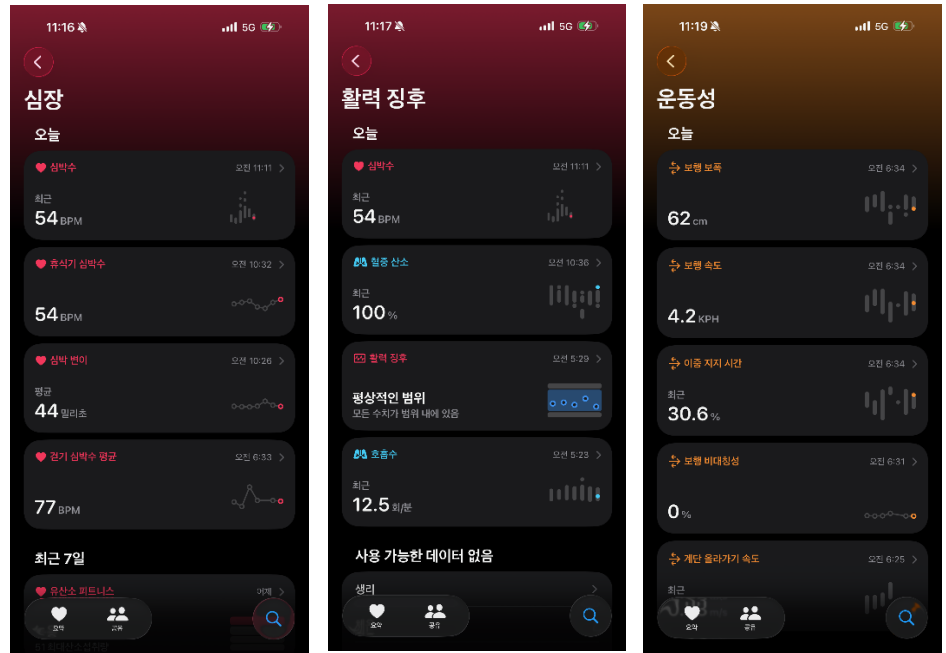 11:16
5G
심장
오늘
심박수
오전 11:11
최근
54 BPM
휴식기 심박수
오전 10:32
54 BPM
심박 변이
오전 10:26
평균
44 밀리초
걷기 심박수 평균
오전 6:33
77 BPM
최근 7일
유산소 피트니스
어제
요약
공유
11:17
5G
활력 징후
오늘
심박수
오전 11:11
최근
54 BPM
혈중 산소
오전 10:36
최근
100 %
활력 징후
오전 5:29
평상적인 범위
모든 수치가 범위 내에 있음
호흡수
오전 5:23
최근
12.5 회/분
사용 가능한 데이터 없음
생리
요약
공유
11:19
5G
운동성
오늘
보행 보폭
오전 6:34
62 cm
보행 속도
오전 6:34
4.2 KPH
이중 지지 시간
오전 6:34
최근
30.6 %
보행 비대칭성
오전 6:31
0 %
계단 올라가기 속도
오전 6:25
최근
요약
공유